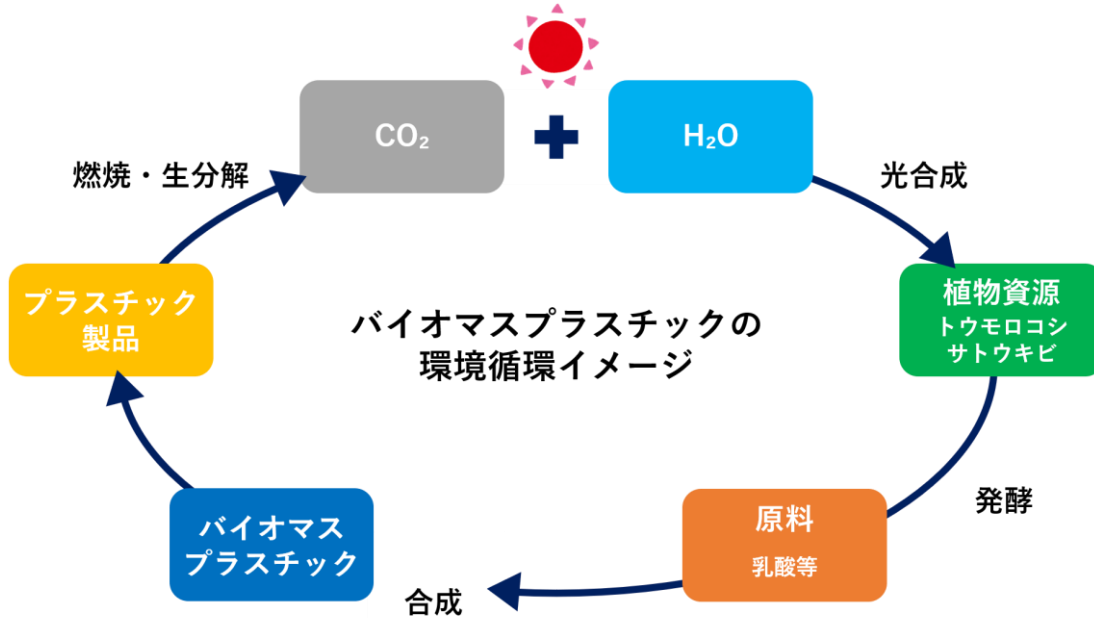 CO₂
H₂O
燃焼・生分解
光合成
プラスチック
製品
植物資源
トウモロコシ
サトウキビ
バイオマスプラスチックの
環境循環イメージ
バイオマス
プラスチック
原料
乳酸等
発酵
合成